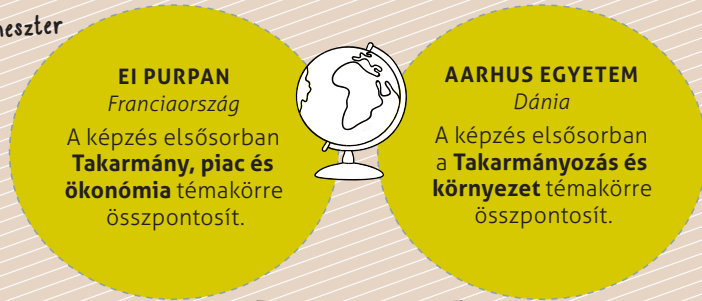 EI PURPAN
Franciaország
A képzés elsősorban
Takarmány, piac és
ökonómia témakörre
összpontosít.
AARHUS EGYETEM
Dánia
A képzés elsősorban
a Takarmányozás és
környezet témakörre
összpontosít.